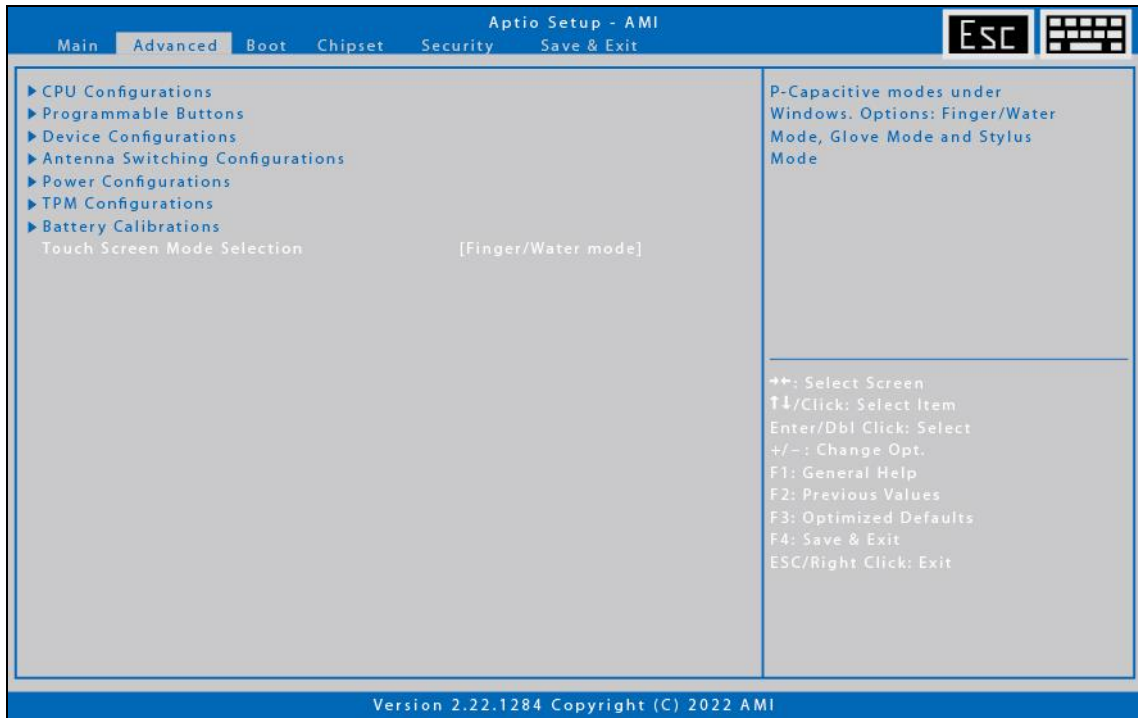 Aptio Setup - AMI
Main Advanced Boot Chipset Security Save & Exit
Esc
▶ CPU Configurations
▶ Programmable Buttons
▶ Device Configurations
▶ Antenna Switching Configurations
▶ Power Configurations
▶ TPM Configurations
▶ Battery Calibrations
Touch Screen Mode Selection [Finger/Water mode]
P-Capacitive modes under
Windows. Options: Finger/Water
Mode, Glove Mode and Stylus
Mode
→←: Select Screen
↑↓/Click: Select Item
Enter/Dbl Click: Select
+/– : Change Opt.
F1: General Help
F2: Previous Values
F3: Optimized Defaults
F4: Save & Exit
ESC/Right Click: Exit
Version 2.22.1284 Copyright (C) 2022 AMI